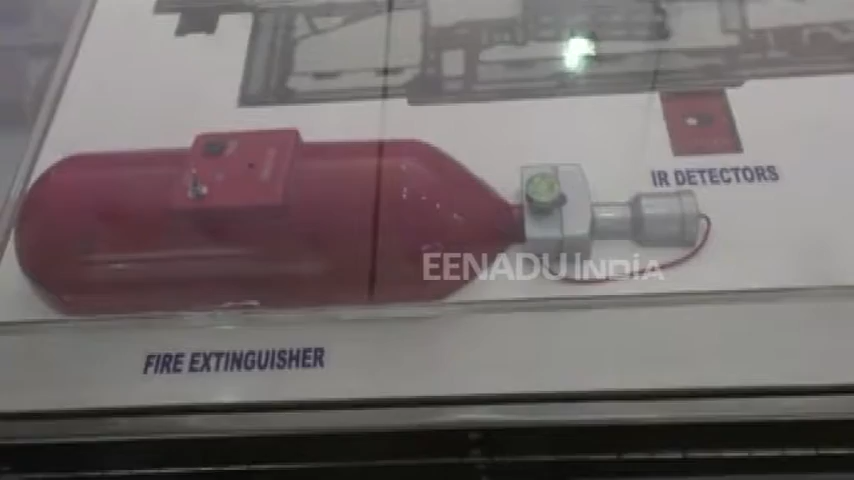 IR DETECTORS
EENADU INDIA
FIRE EXTINGUISHER